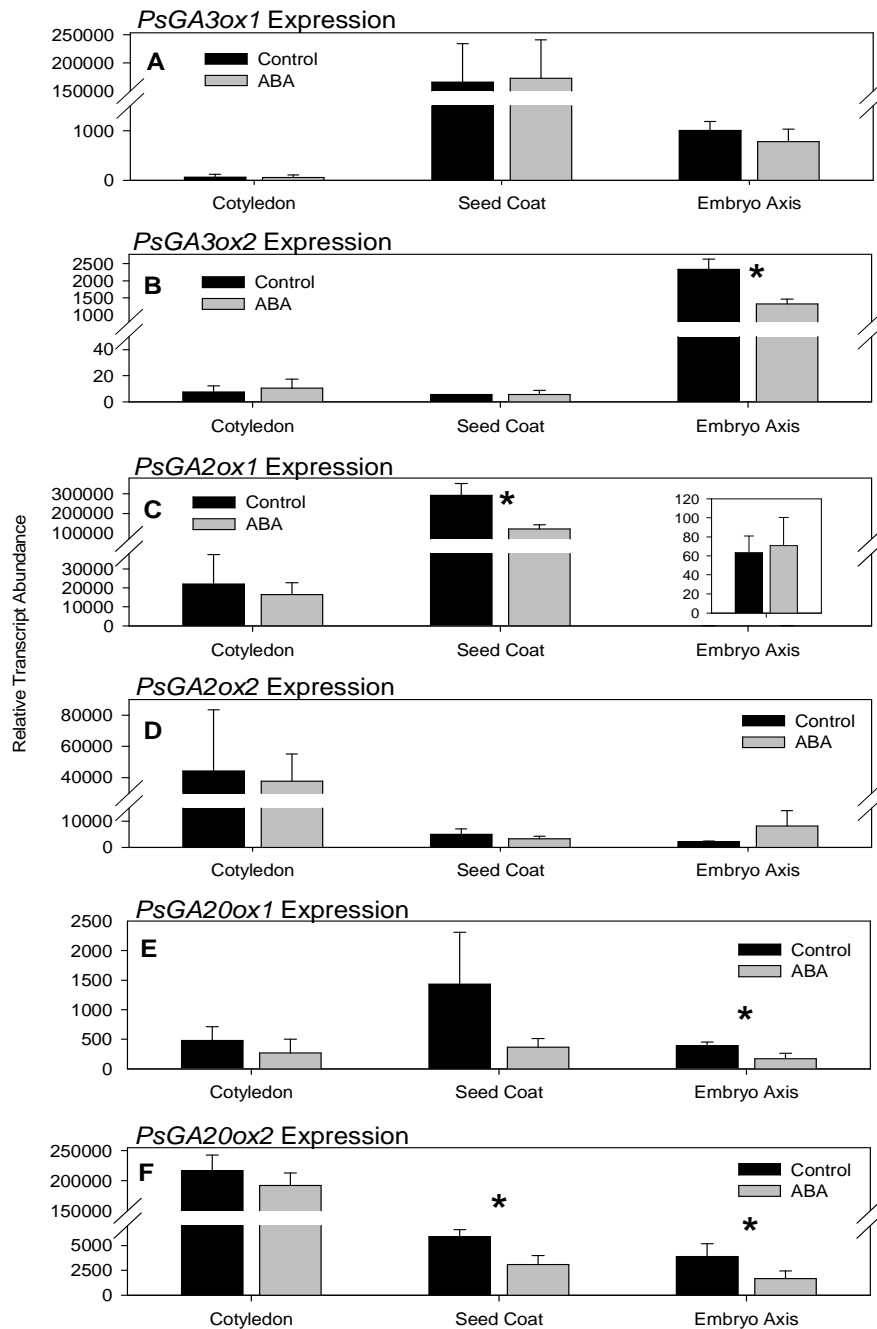 Relative Transcript Abundance
PsGA3ox1 Expression
A
Control
ABA
250000
200000
150000
1000
0
Cotyledon Seed Coat Embryo Axis
PsGA3ox2 Expression
B
Control
ABA
*
2500
2000
1500
1000
40
20
0
Cotyledon Seed Coat Embryo Axis
PsGA2ox1 Expression
C
Control
ABA
*
300000
200000
100000
20000
10000
0
120
100
80
60
40
20
0
Cotyledon Seed Coat Embryo Axis
PsGA2ox2 Expression
D
Control
ABA
80000
60000
40000
10000
0
Cotyledon Seed Coat Embryo Axis
PsGA20ox1 Expression
E
Control
ABA
*
2500
2000
1500
1000
500
0
Cotyledon Seed Coat Embryo Axis
PsGA20ox2 Expression
F
Control
ABA
* *
250000
200000
150000
5000
2500
0
Cotyledon Seed Coat Embryo Axis